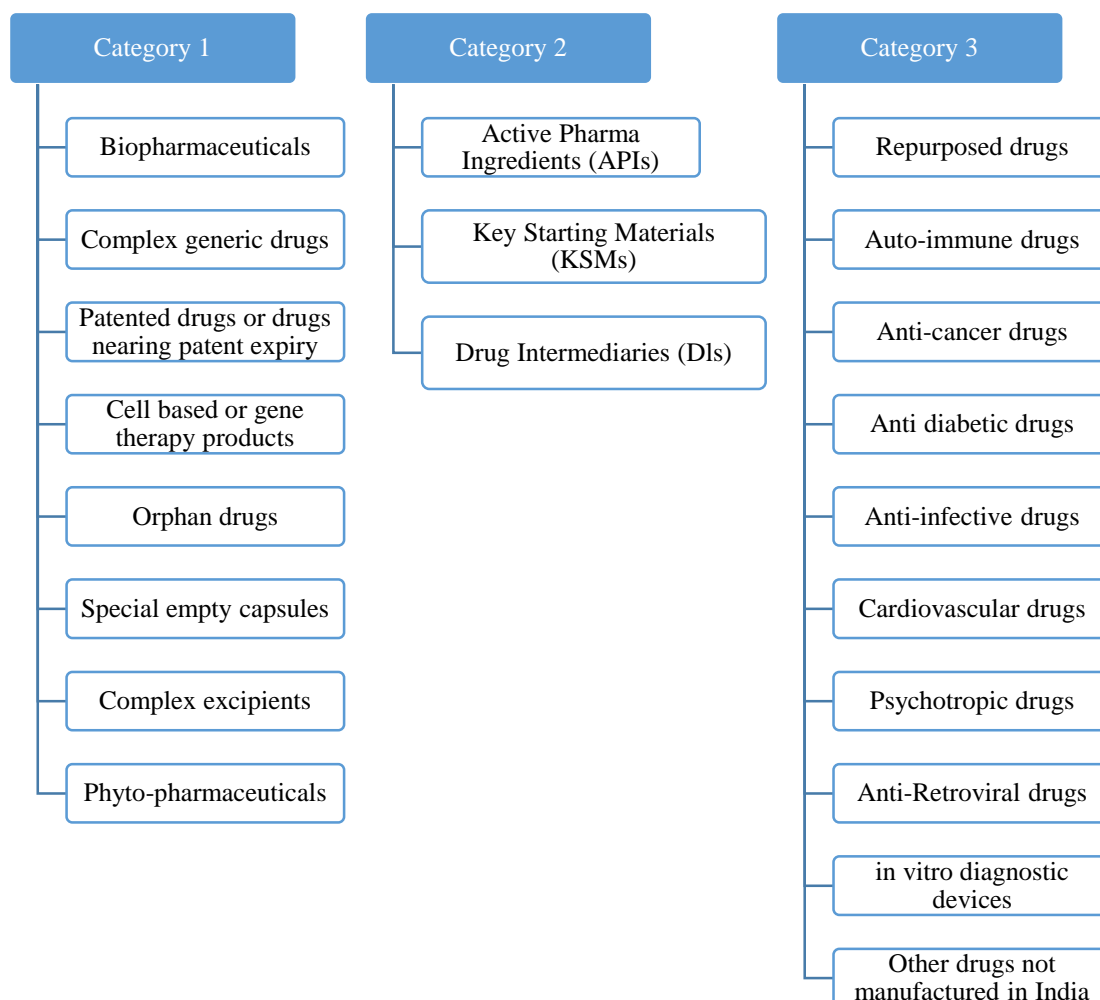 Category 1
Biopharmaceuticals
Complex generic drugs
Patented drugs or drugs
nearing patent expiry
Cell based or gene
therapy products
Orphan drugs
Special empty capsules
Complex excipients
Phyto-pharmaceuticals
Category 2
Active Pharma
Ingredients (APIs)
Key Starting Materials
(KSMs)
Drug Intermediaries (Dls)
Category 3
Repurposed drugs
Auto-immune drugs
Anti-cancer drugs
Anti diabetic drugs
Anti-infective drugs
Cardiovascular drugs
Psychotropic drugs
Anti-Retroviral drugs
in vitro diagnostic
devices
Other drugs not
manufactured in India